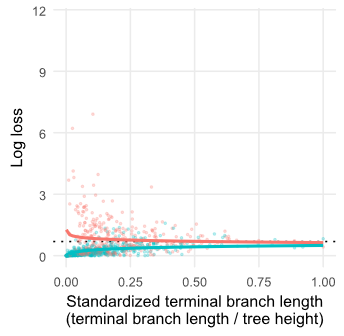 12
9
6
3
0
Log loss
0.00 0.25 0.50 0.75 1.00
Standardized terminal branch length
(terminal branch length / tree height)